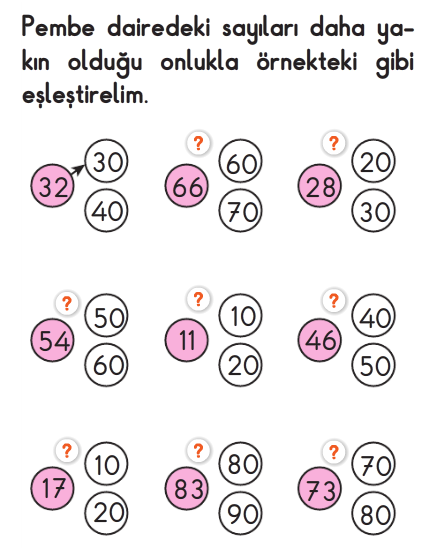 Pembe dairedeki sayıları daha ya-
kın olduğu onlukla örnekteki gibi
eşleştirelim.
32 30 40
? 66 60 70
? 28 20 30
? 54 50 60
? 11 10 20
? 46 40 50
? 17 10 20
? 83 80 90
? 73 70 80